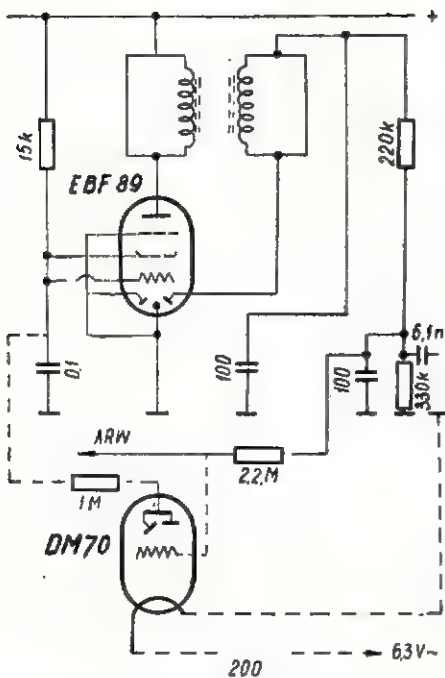 +
15k
220k
EBF 89
0,1
100
100
6,1n
330k
ARW
2,2M
1M
DM70
6,3V~
200